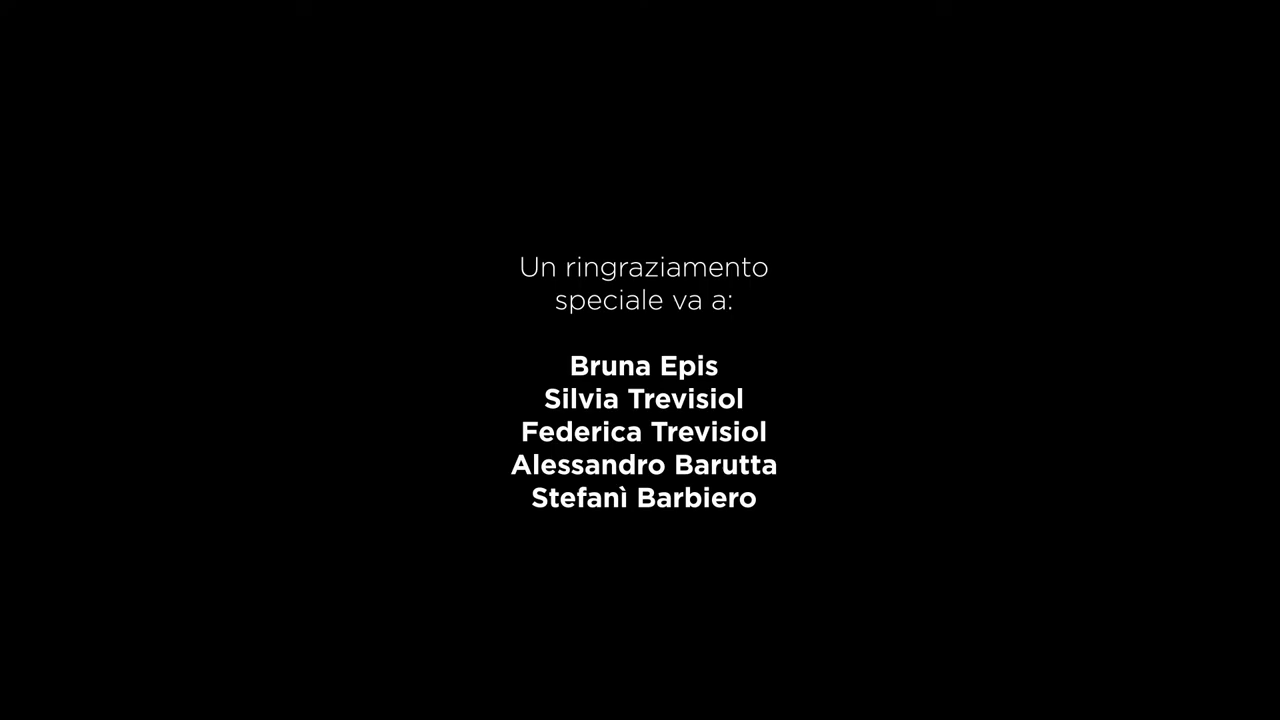 Un ringraziamento
speciale va a:
Bruna Epis
Silvia Trevisiol
Federica Trevisiol
Alessandro Barutta
Stefanì Barbiero